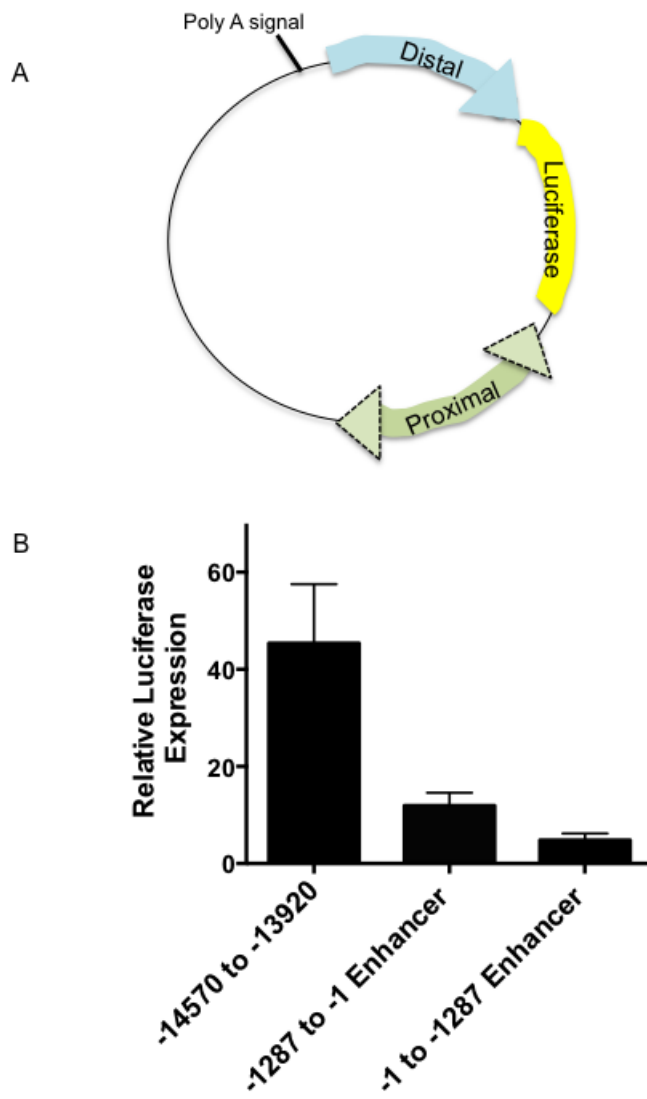 Poly A signal
A
Distal
Luciferase
Proximal
B
Relative Luciferase
Expression
60
40
20
0
-14570 to -13920
-1287 to -1 Enhancer
-1 to -1287 Enhancer